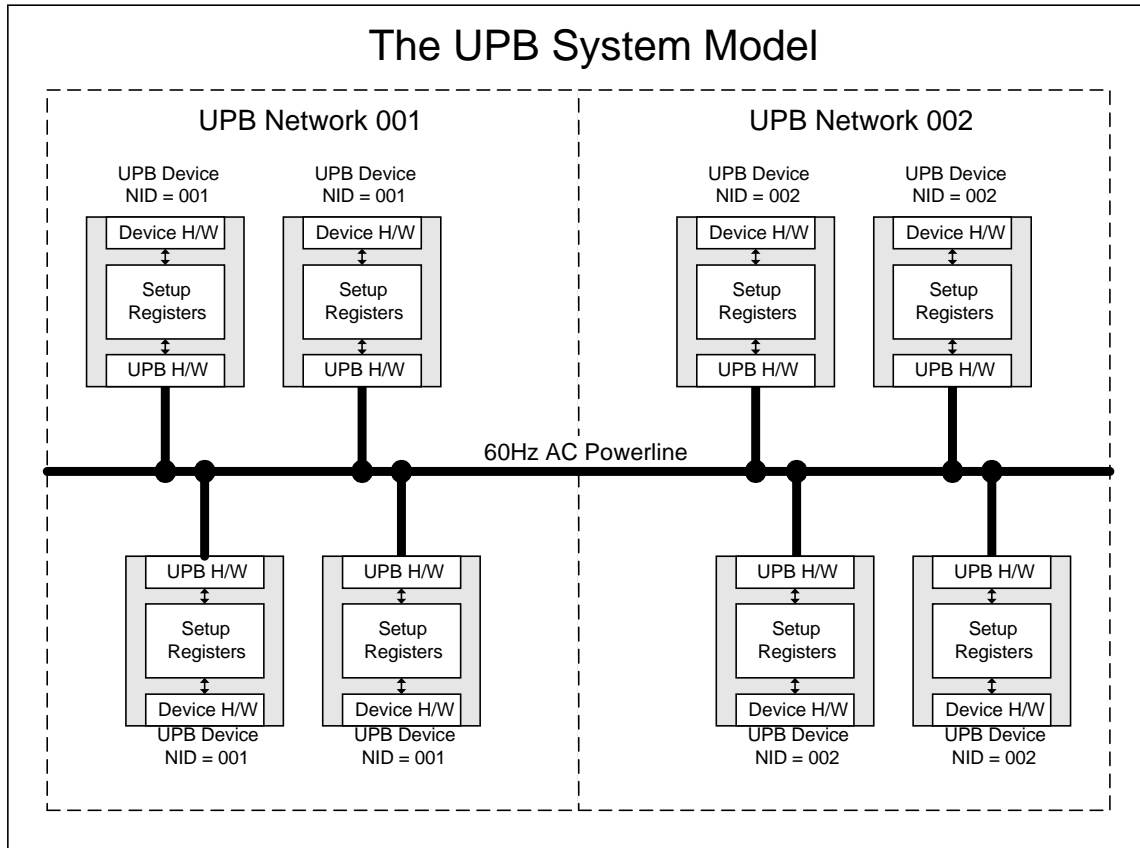 The UPB System Model
UPB Network 001
UPB Network 002
UPB Device
NID = 001
UPB Device
NID = 001
UPB Device
NID = 002
UPB Device
NID = 002
Device H/W
Setup
Registers
UPB H/W
Device H/W
Setup
Registers
UPB H/W
Device H/W
Setup
Registers
UPB H/W
Device H/W
Setup
Registers
UPB H/W
60Hz AC Powerline
UPB H/W
Setup
Registers
Device H/W
UPB Device
NID = 001
UPB H/W
Setup
Registers
Device H/W
UPB Device
NID = 001
UPB H/W
Setup
Registers
Device H/W
UPB Device
NID = 002
UPB H/W
Setup
Registers
Device H/W
UPB Device
NID = 002